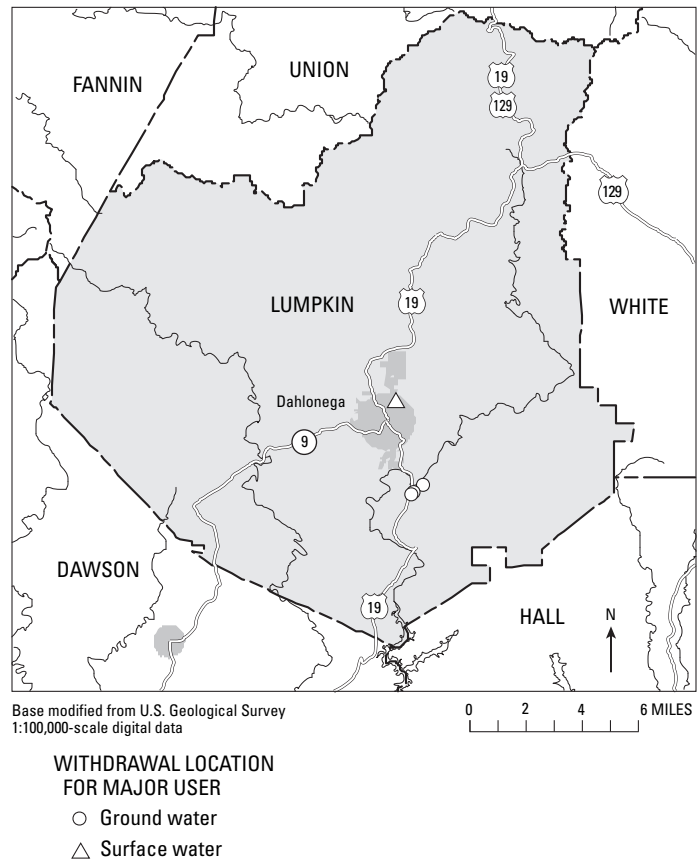 UNION
FANNIN
19
129
129
LUMPKIN
19
WHITE
Dahlonega
9
DAWSON
19
HALL
N
Base modified from U.S. Geological Survey
1:100,000-scale digital data
0 2 4 6 MILES
WITHDRAWAL LOCATION
FOR MAJOR USER
Ground water
Surface water